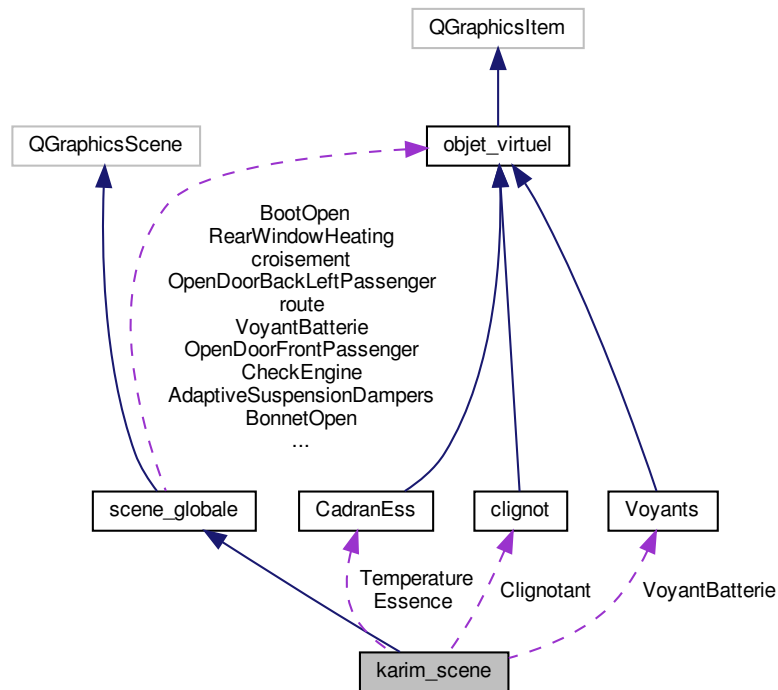 QGraphicsItem
QGraphicsScene
objet_virtuel
BootOpen
RearWindowHeating
croisement
OpenDoorBackLeftPassenger
route
VoyantBatterie
OpenDoorFrontPassenger
CheckEngine
AdaptiveSuspensionDampers
BonnetOpen
...
scene_globale
CadranEss
clignot
Voyants
Temperature
Essence
Clignotant
VoyantBatterie
karim_scene